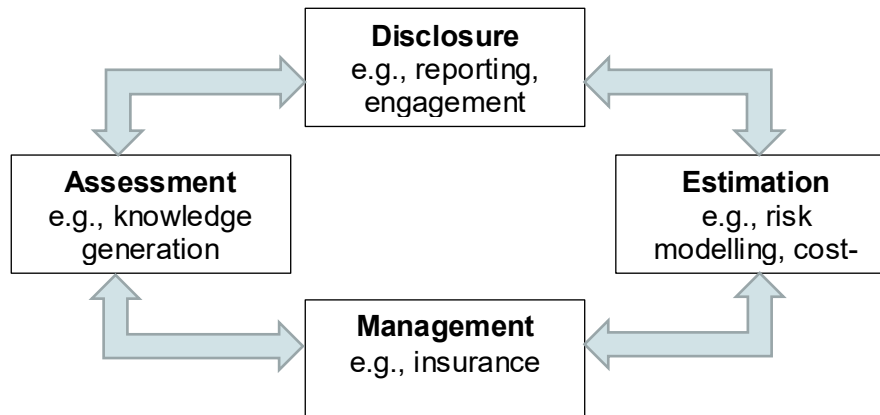 Disclosure
e.g., reporting,
engagement
Assessment
e.g., knowledge
generation
Estimation
e.g., risk
modelling, cost-
Management
e.g., insurance